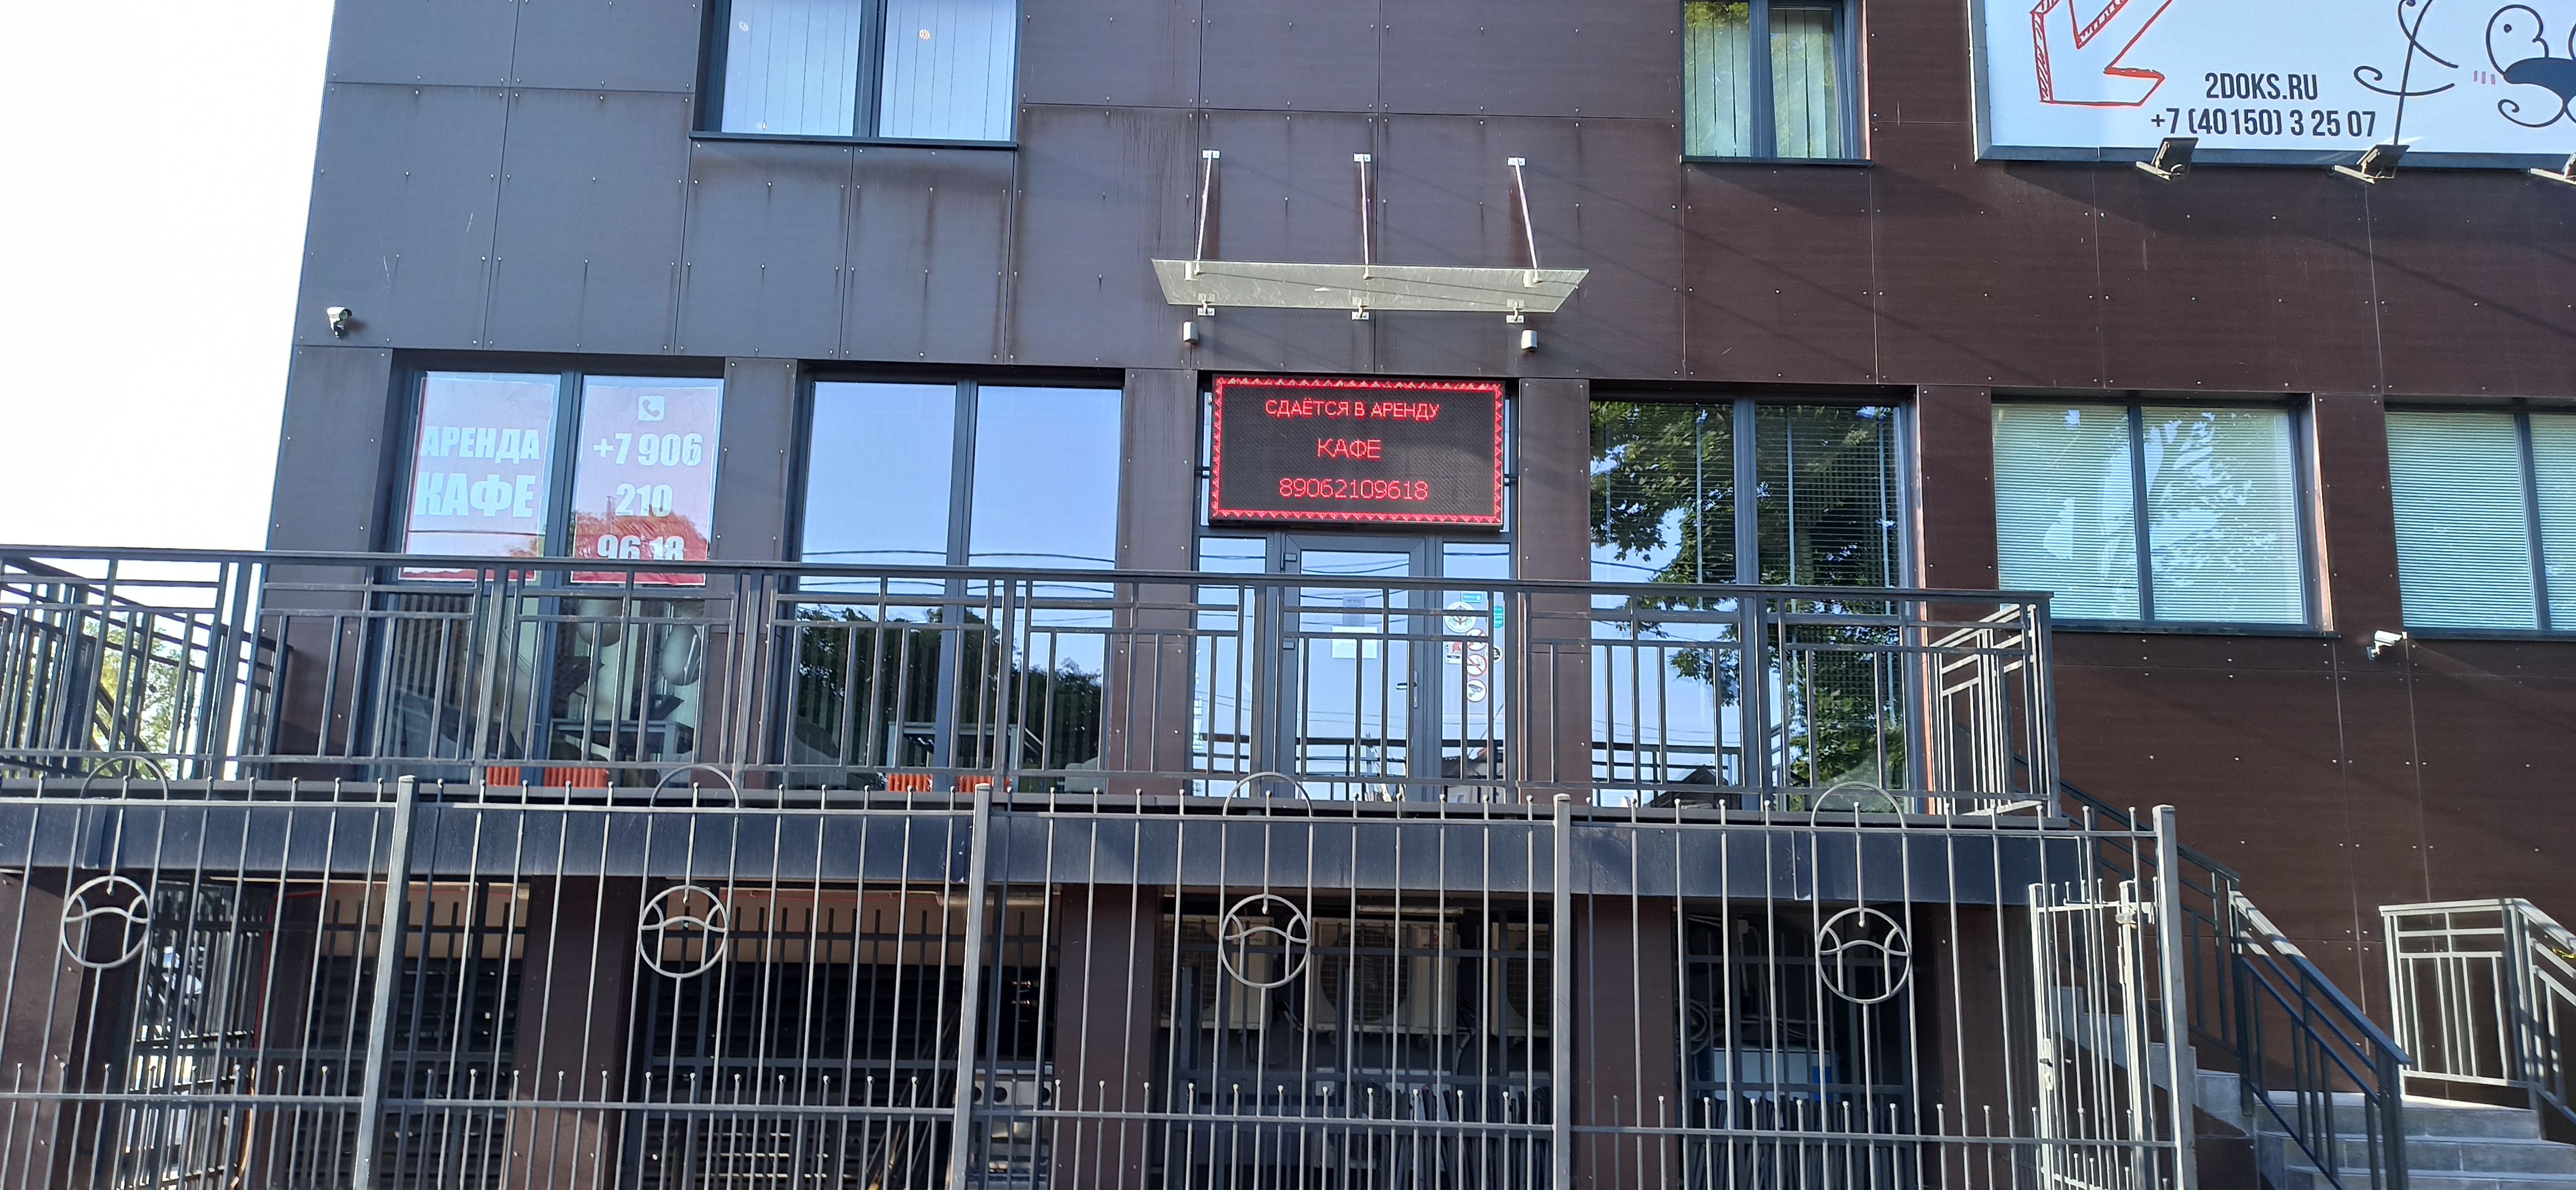 2DOKS.RU
+7 (40150) 3 25 07
АРЕНДА
КАФЕ
+7 906
210
96 18
СДАЁТСЯ В АРЕНДУ
КАФЕ
89062109618